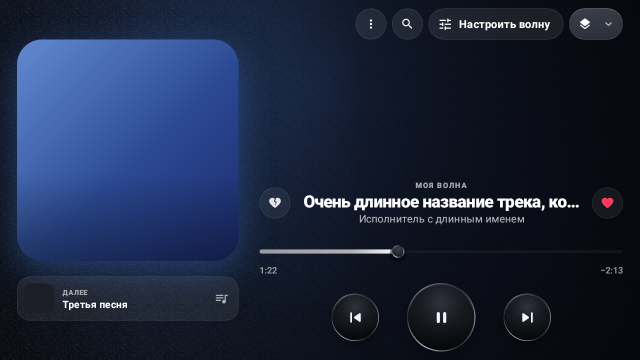 Настроить волну
МОЯ ВОЛНА
Очень длинное название трека, ко...
Исполнитель с длинным именем
1:22
−2:13
ДАЛЕЕ
Третья песня